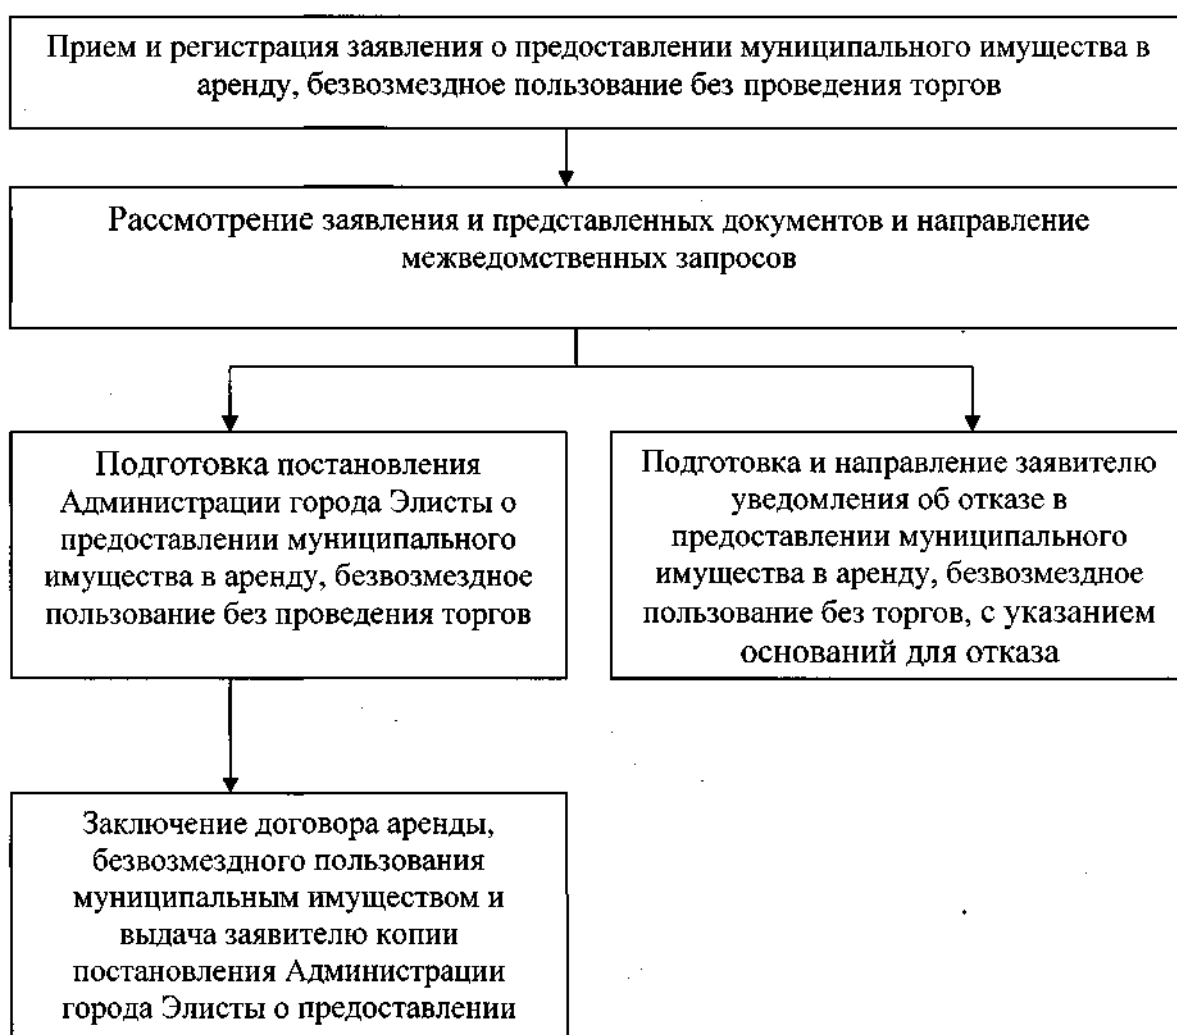 Прием и регистрация заявления о предоставлении муниципального имущества в
аренду, безвозмездное пользование без проведения торгов
Рассмотрение заявления и представленных документов и направление
межведомственных запросов
Подготовка постановления
Администрации города Элисты о
предоставлении муниципального
имущества в аренду, безвозмездное
пользование без проведения торгов
Подготовка и направление заявителю
уведомления об отказе в
предоставлении муниципального
имущества в аренду, безвозмездное
пользование без торгов, с указанием
оснований для отказа
Заключение договора аренды,
безвозмездного пользования
муниципальным имуществом и
выдача заявителю копии
постановления Администрации
города Элисты о предоставлении